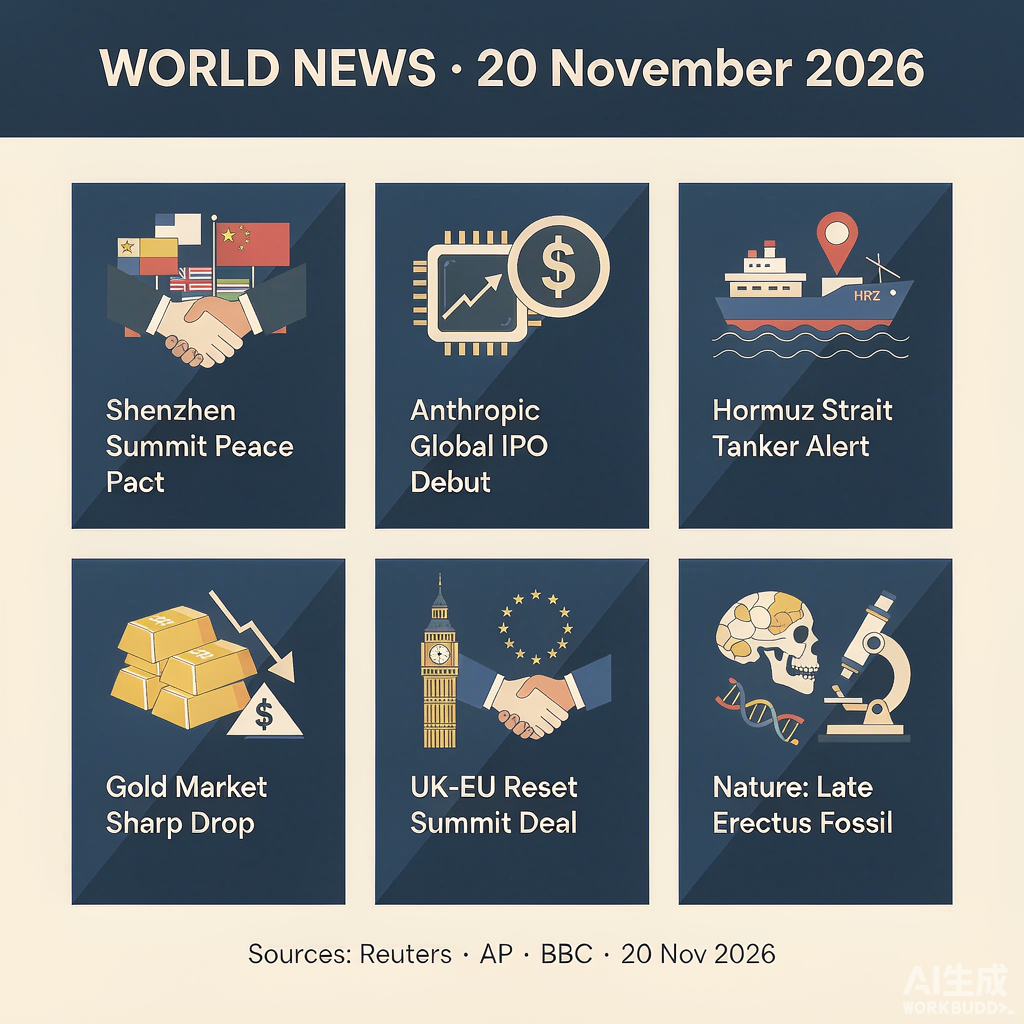 WORLD NEWS · 20 November 2026
HRZ
Shenzhen
Summit Peace
Pact
Anthropic
Global IPO
Debut
Hormuz Strait
Tanker Alert
$
$
Gold Market
Sharp Drop
UK-EU Reset
Summit Deal
Nature: Late
Erectus Fossil
Sources: Reuters · AP · BBC · 20 Nov 2026
AI生成
WORKBUDD